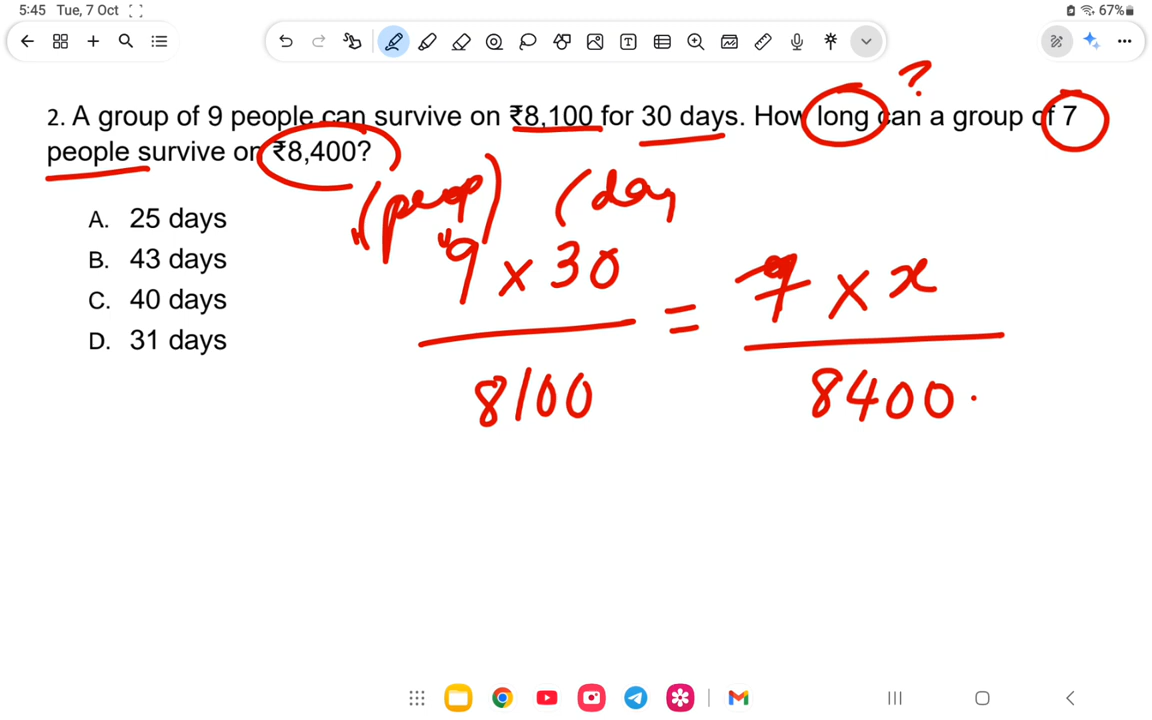 5:45 Tue, 7 Oct 67%
2. A group of 9 people can survive on ₹8,100 for 30 days. How long can a group of 7
people survive on ₹8,400?
?
A. 25 days
B. 43 days
C. 40 days
D. 31 days
(peop) (day
9 × 30 = 7 × x
8100 8400.